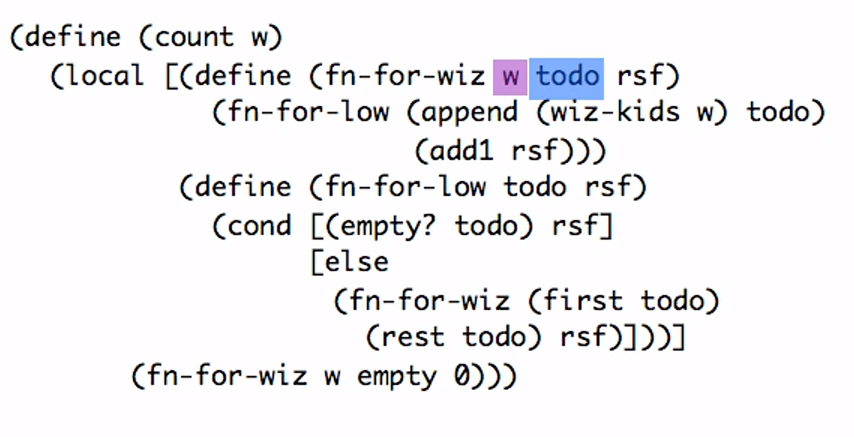 (define (count w)
(local [(define (fn-for-wiz w todo rsf)
(fn-for-low (append (wiz-kids w) todo)
(add1 rsf)))
(define (fn-for-low todo rsf)
(cond [(empty? todo) rsf]
[else
(fn-for-wiz (first todo)
(rest todo) rsf)]))]
(fn-for-wiz w empty 0)))